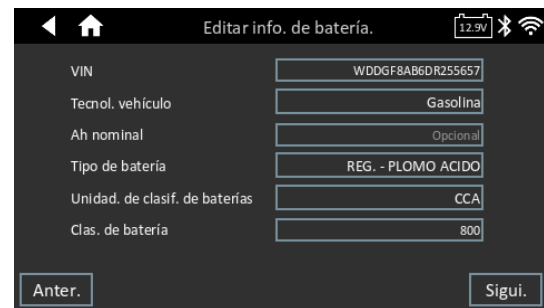 Editar info. de batería. 12.9V
VIN WDDGF8AB6DR255657
Tecnol. vehículo Gasolina
Ah nominal Opcional
Tipo de batería REG. - PLOMO ACIDO
Unidad. de clasif. de baterías CCA
Clas. de batería 800
Anter. Sigui.